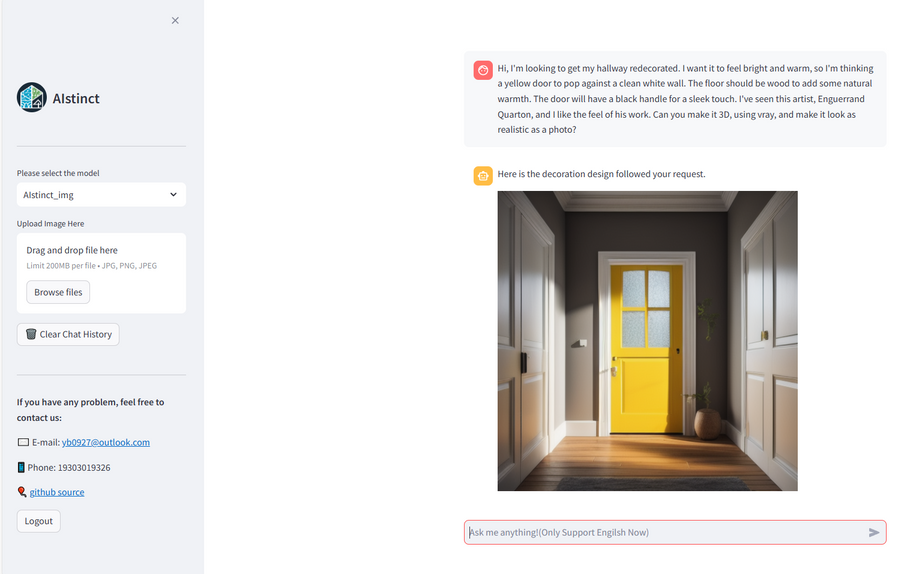 ×
AIstinct
Please select the model
AIstinct_img
Upload Image Here
Drag and drop file here
Limit 200MB per file • JPG, PNG, JPEG
Browse files
Clear Chat History
If you have any problem, feel free to
contact us:
E-mail: yb0927@outlook.com
Phone: 19303019326
github source
Logout
Hi, I'm looking to get my hallway redecorated. I want it to feel bright and warm, so I'm thinking
a yellow door to pop against a clean white wall. The floor should be wood to add some natural
warmth. The door will have a black handle for a sleek touch. I've seen this artist, Enguerrand
Quarton, and I like the feel of his work. Can you make it 3D, using vray, and make it look as
realistic as a photo?
Here is the decoration design followed your request.
Ask me anything!(Only Support Engilsh Now)